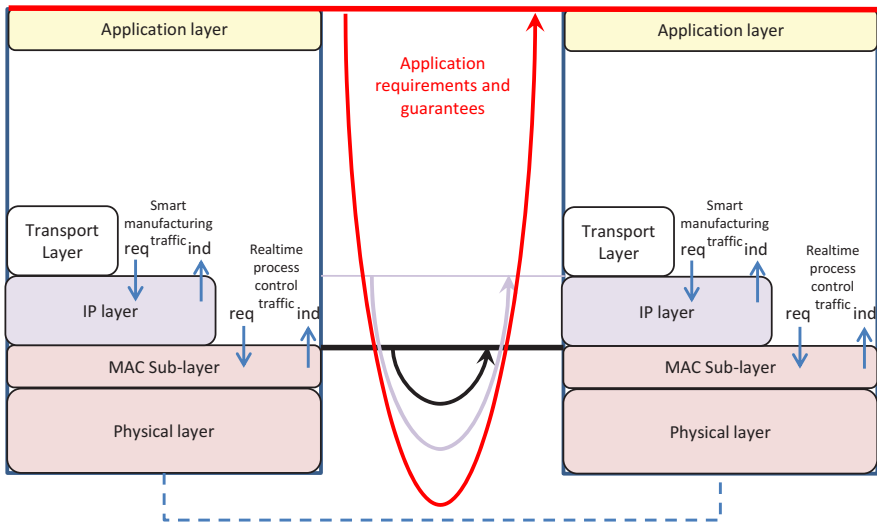 Application layer
Application
requirements and
guarantees
Application layer
Transport
Layer
Smart
manufacturing
traffic
req ind
Realtime
process
control
traffic
req ind
IP layer
MAC Sub-layer
Physical layer
Transport
Layer
Smart
manufacturing
traffic
req ind
Realtime
process
control
traffic
req ind
IP layer
MAC Sub-layer
Physical layer